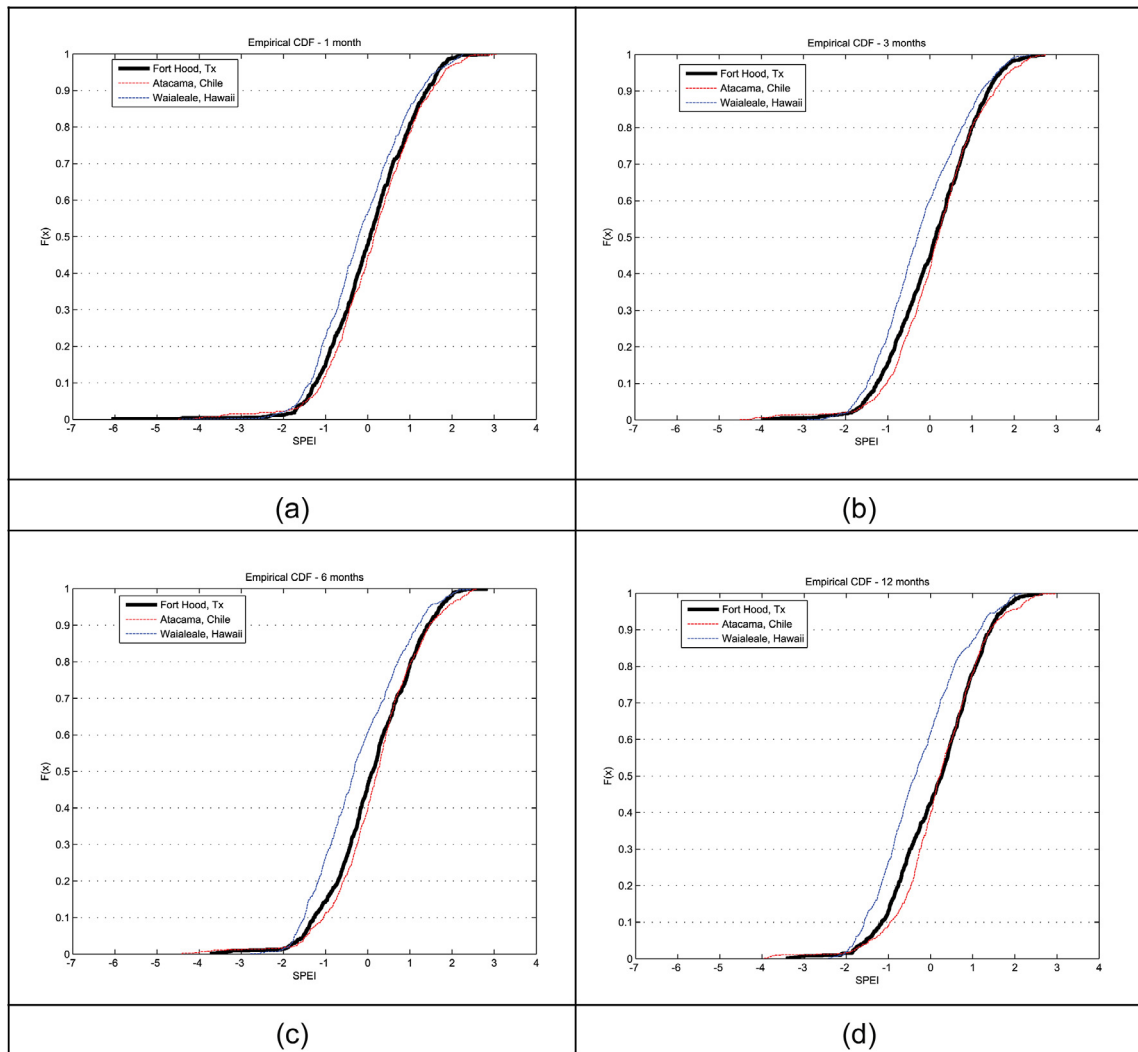 Empirical CDF - 1 month
Fort Hood, Tx
Atacama, Chile
Waialeale, Hawaii
1
0.9
0.8
0.7
0.6
0.5
0.4
0.3
0.2
0.1
0
F(x)
-7 -6 -5 -4 -3 -2 -1 0 1 2 3 4
SPEI
(a)
Empirical CDF - 3 months
Fort Hood, Tx
Atacama, Chile
Waialeale, Hawaii
1
0.9
0.8
0.7
0.6
0.5
0.4
0.3
0.2
0.1
0
F(x)
-7 -6 -5 -4 -3 -2 -1 0 1 2 3 4
SPEI
(b)
Empirical CDF - 6 months
Fort Hood, Tx
Atacama, Chile
Waialeale, Hawaii
1
0.9
0.8
0.7
0.6
0.5
0.4
0.3
0.2
0.1
0
F(x)
-7 -6 -5 -4 -3 -2 -1 0 1 2 3 4
SPEI
(c)
Empirical CDF - 12 months
Fort Hood, Tx
Atacama, Chile
Waialeale, Hawaii
1
0.9
0.8
0.7
0.6
0.5
0.4
0.3
0.2
0.1
0
F(x)
-7 -6 -5 -4 -3 -2 -1 0 1 2 3 4
SPEI
(d)